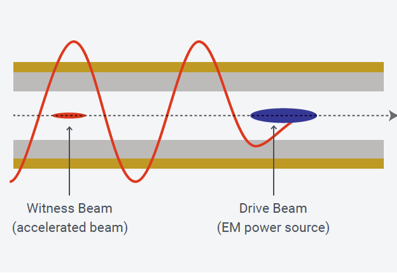 Witness Beam
(accelerated beam)
Drive Beam
(EM power source)